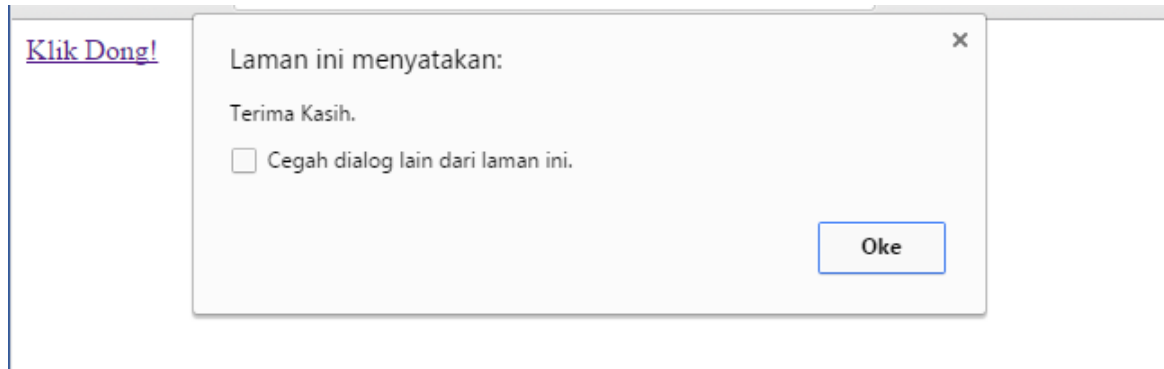 Klik Dong!
Laman ini menyatakan:
Terima Kasih.
Cegah dialog lain dari laman ini.
Oke